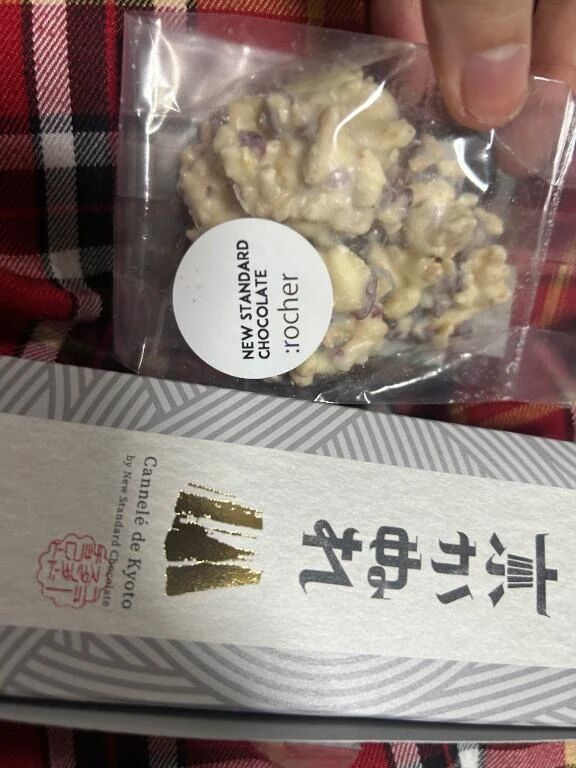 NEW STANDARD
CHOCOLATE
:rocher
京かぬれ
Cannelé de Kyoto
by New Standard Chocolate